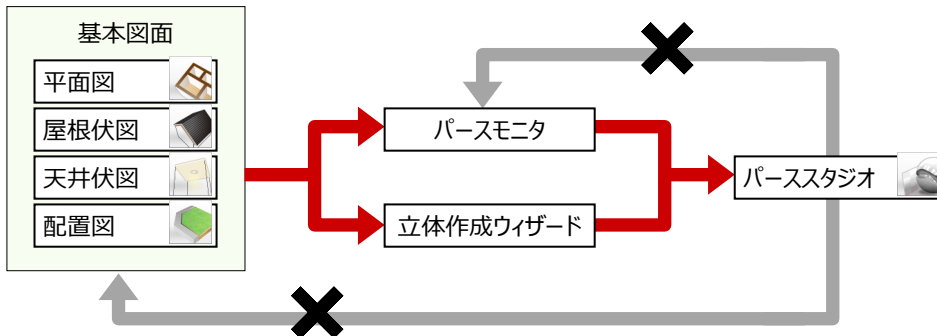 基本図面
平面図
屋根伏図
天井伏図
配置図
パースモニタ
立体作成ウィザード
パーススタジオ